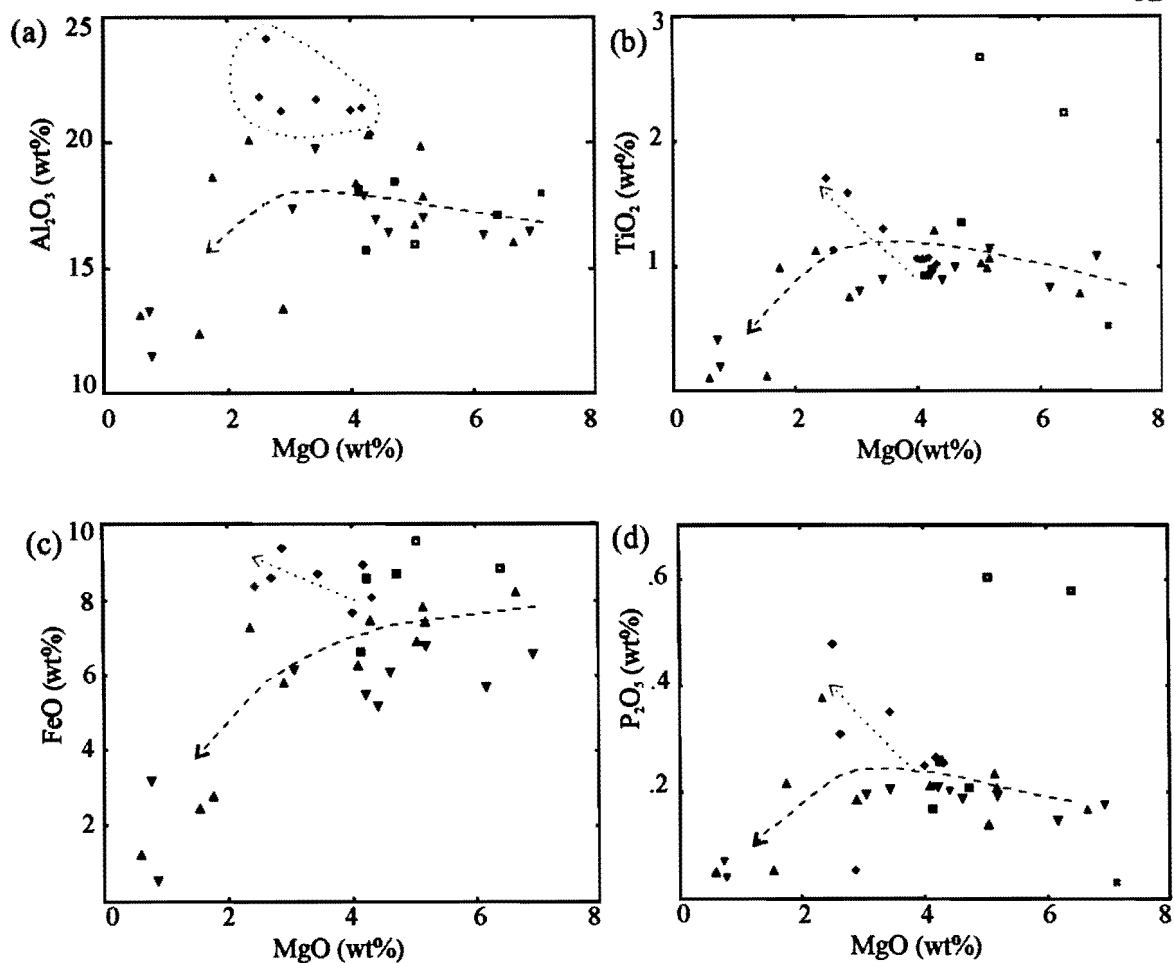 (a)
25
20
15
10
Al₂O₃ (wt%)
0 2 4 6 8
MgO (wt%)
(b)
3
2
1
TiO₂ (wt%)
0 2 4 6 8
MgO(wt%)
(c)
10
8
6
4
2
FeO (wt%)
0 2 4 6 8
MgO (wt%)
(d)
.6
.4
.2
P₂O₅ (wt%)
0 2 4 6 8
MgO (wt%)